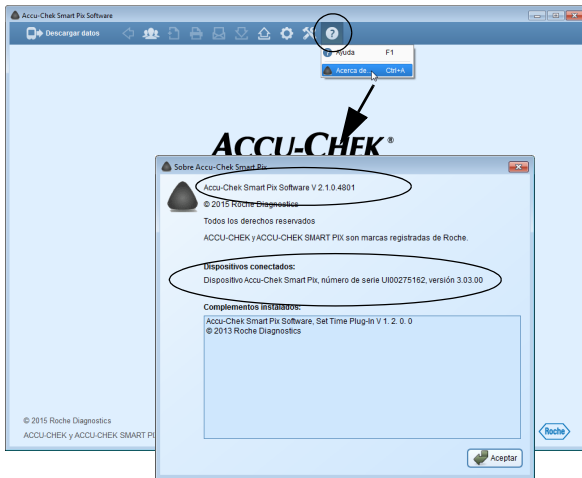 Accu-Chek Smart Pix Software
Descargar datos
?
Ayuda F1
Acerca de... Ctrl+A
ACCU-CHEK®
Sobre Accu-Chek Smart Pix
Accu-Chek Smart Pix Software V 2.1.0.4801
© 2015 Roche Diagnostics
Todos los derechos reservados
ACCU-CHEK y ACCU-CHEK SMART PIX son marcas registradas de Roche.
Dispositivos conectados:
Dispositivo Accu-Chek Smart Pix, número de serie UI00275162, versión 3.03.00
Complementos instalados:
Accu-Chek Smart Pix Software, Set Time Plug-In V 1. 2. 0. 0
© 2013 Roche Diagnostics
Aceptar
© 2015 Roche Diagnostics
ACCU-CHEK y ACCU-CHEK SMART PI
Roche